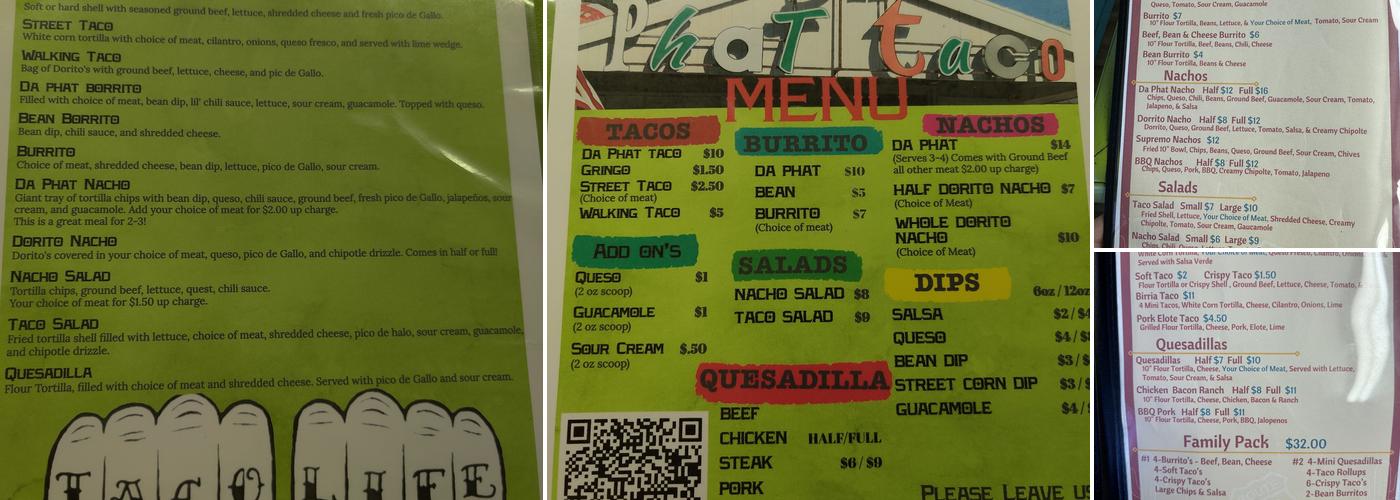 Soft or hard shell with seasoned ground beef, lettuce, shredded cheese and fresh pico de Gallo.
Street Taco
White corn tortilla with choice of meat, cilantro, onions, queso fresco, and served with lime wedge.
Walking Taco
Bag of Dorito's with ground beef, lettuce, cheese, and pic de Gallo.
Da Phat Borrito
Filled with choice of meat, bean dip, lil' chili sauce, lettuce, sour cream, guacamole. Topped with queso.
Bean Borrito
Bean dip, chili sauce, and shredded cheese.
Burrito
Choice of meat, shredded cheese, bean dip, lettuce, pico de Gallo, sour cream.
Da Phat Nacho
Giant tray of tortilla chips with bean dip, queso, chili sauce, ground beef, fresh pico de Gallo, jalapeños, sour
cream, and guacamole. Add your choice of meat for $2.00 up charge.
This is a great meal for 2-3!
Dorito Nacho
Dorito's covered in your choice of meat, queso, pico de Gallo, and chipotle drizzle. Comes in half or full!
Nacho Salad
Tortilla chips, ground beef, lettuce, quest, chili sauce.
Your choice of meat for $1.50 up charge.
Taco Salad
Fried tortilla shell filled with lettuce, choice of meat, shredded cheese, pico de halo, sour cream, guacamole,
and chipotle drizzle.
Quesadilla
Flour Tortilla, filled with choice of meat and shredded cheese. Served with pico de Gallo and sour cream.
TACO LIFE
Phat Taco
MENU
TACOS
Da Phat Taco $10
Gringo $1.50
Street Taco $2.50
(Choice of meat)
Walking Taco $5
Add On's
Queso $1
(2 oz scoop)
Guacamole $1
(2 oz scoop)
Sour Cream $.50
(2 oz scoop)
BURRITO
Da Phat $10
Bean $5
Burrito $7
(Choice of meat)
SALADS
Nacho Salad $8
Taco Salad $9
QUESADILLA
Beef
Chicken HALF/FULL
Steak $6 / $9
Pork
NACHOS
Da Phat $14
(Serves 3-4) Comes with Ground Beef
all other meat $2.00 up charge)
Half Dorito Nacho $7
(Choice of Meat)
Whole Dorito
Nacho $10
(Choice of Meat)
DIPS
6oz / 12oz
Salsa $2 / $4
Queso $4 / $
Bean Dip $3 / $
Street Corn Dip $3 / $
Guacamole $4 /
Please Leave us
Queso, Tomato, Sour Cream, Guacamole
Burrito $7
10" Flour Tortilla, Beans, Lettuce, & Your Choice of Meat, Tomato, Sour Cream
Beef, Bean & Cheese Burrito $6
10" Flour Tortilla, Beef, Beans, Chili, Cheese
Bean Burrito $4
10" Flour Tortilla, Beans & Cheese
Nachos
Da Phat Nacho Half $12 Full $16
Chips, Queso, Chili, Beans, Ground Beef, Guacamole, Sour Cream, Tomato,
Jalapeno, & Salsa
Dorrito Nacho Half $8 Full $12
Dorrito, Queso, Ground Beef, Lettuce, Tomato, Salsa, & Creamy Chipolte
Supremo Nachos $12
Fried 10" Bowl, Chips, Beans, Queso, Ground Beef, Sour Cream, Chives
BBQ Nachos Half $8 Full $12
Chips, Queso, Pork, BBQ, Creamy Chipolte, Tomato, Jalapeno
Salads
Taco Salad Small $7 Large $10
Fried Shell, Lettuce, Your Choice of Meat, Shredded Cheese, Creamy
Chipolte, Tomato, Sour Cream, Guacamole
Nacho Salad Small $6 Large $9
White Corn Tortilla, Your Choice of Meat, Queso Fresco, Cilantro, Onion,
Served with Salsa Verde
Soft Taco $2 Crispy Taco $1.50
Flour Tortilla or Crispy Shell, Ground Beef, Lettuce, Cheese, Tomato,
Birria Taco $11
4 Mini Tacos, White Corn Tortilla, Cheese, Cilantro, Onions, Lime
Pork Elote Taco $4.50
Grilled Flour Tortilla, Cheese, Pork, Elote, Lime
Quesadillas
Quesadillas Half $7 Full $10
10" Flour Tortilla, Cheese, Your Choice of Meat, Served with Lettuce,
Tomato, Sour Cream, & Salsa
Chicken Bacon Ranch Half $8 Full $11
10" Flour Tortilla, Cheese, Chicken, Bacon & Ranch
BBQ Pork Half $8 Full $11
10" Flour Tortilla, Cheese, Pork, BBQ, Jalopenos
Family Pack $32.00
#1 4-Burrito's - Beef, Bean, Cheese
4-Soft Taco's
4-Crispy Taco's
Large Chips & Salsa
#2 4-Mini Quesadillas
4-Taco Rollups
6-Crispy Taco's
2-Bean Burritos